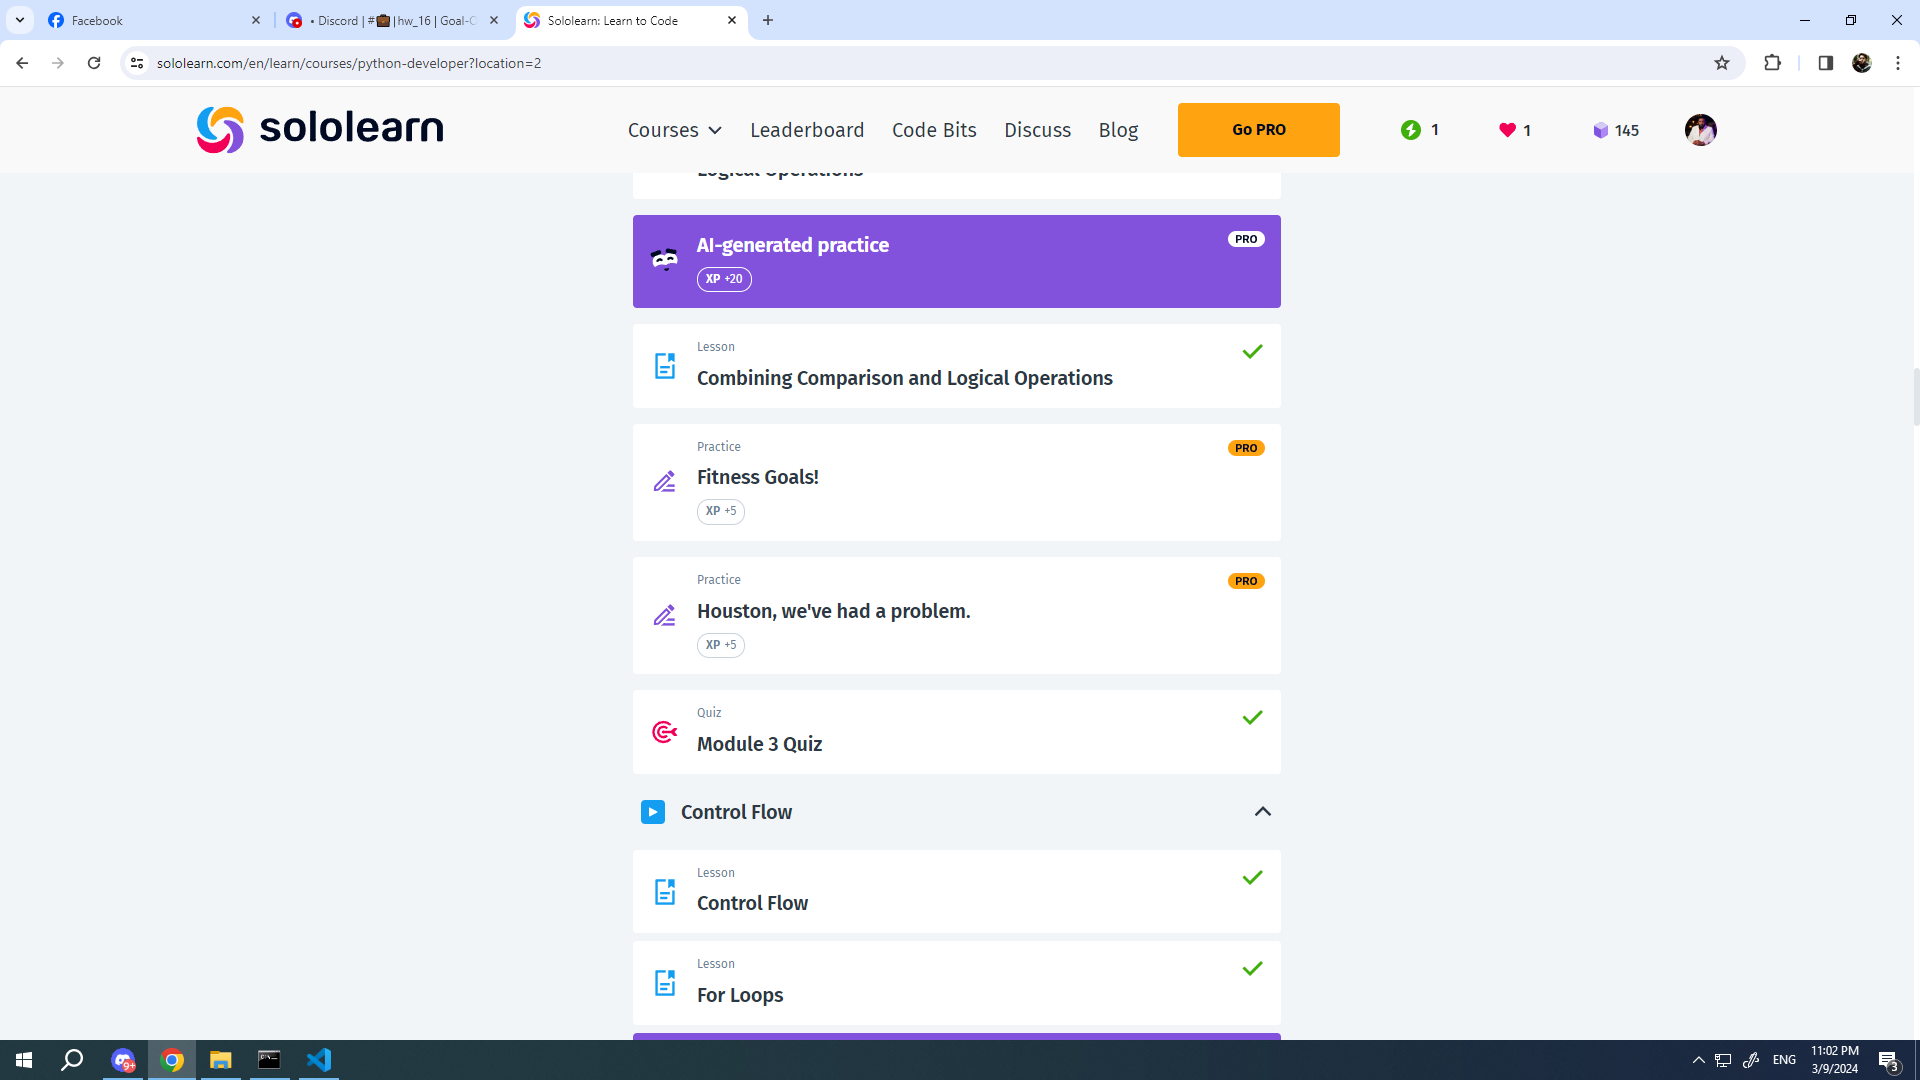 Facebook
• Discord | #💼|hw_16 | Goal-O
Sololearn: Learn to Code
sololearn.com/en/learn/courses/python-developer?location=2
sololearn
Courses
Leaderboard
Code Bits
Discuss
Blog
Go PRO
1
1
145
Logical Operations
AI-generated practice
PRO
XP +20
Lesson
Combining Comparison and Logical Operations
Practice
PRO
Fitness Goals!
XP +5
Practice
PRO
Houston, we've had a problem.
XP +5
Quiz
Module 3 Quiz
Control Flow
Lesson
Control Flow
Lesson
For Loops
9+
ENG
11:02 PM
3/9/2024
3